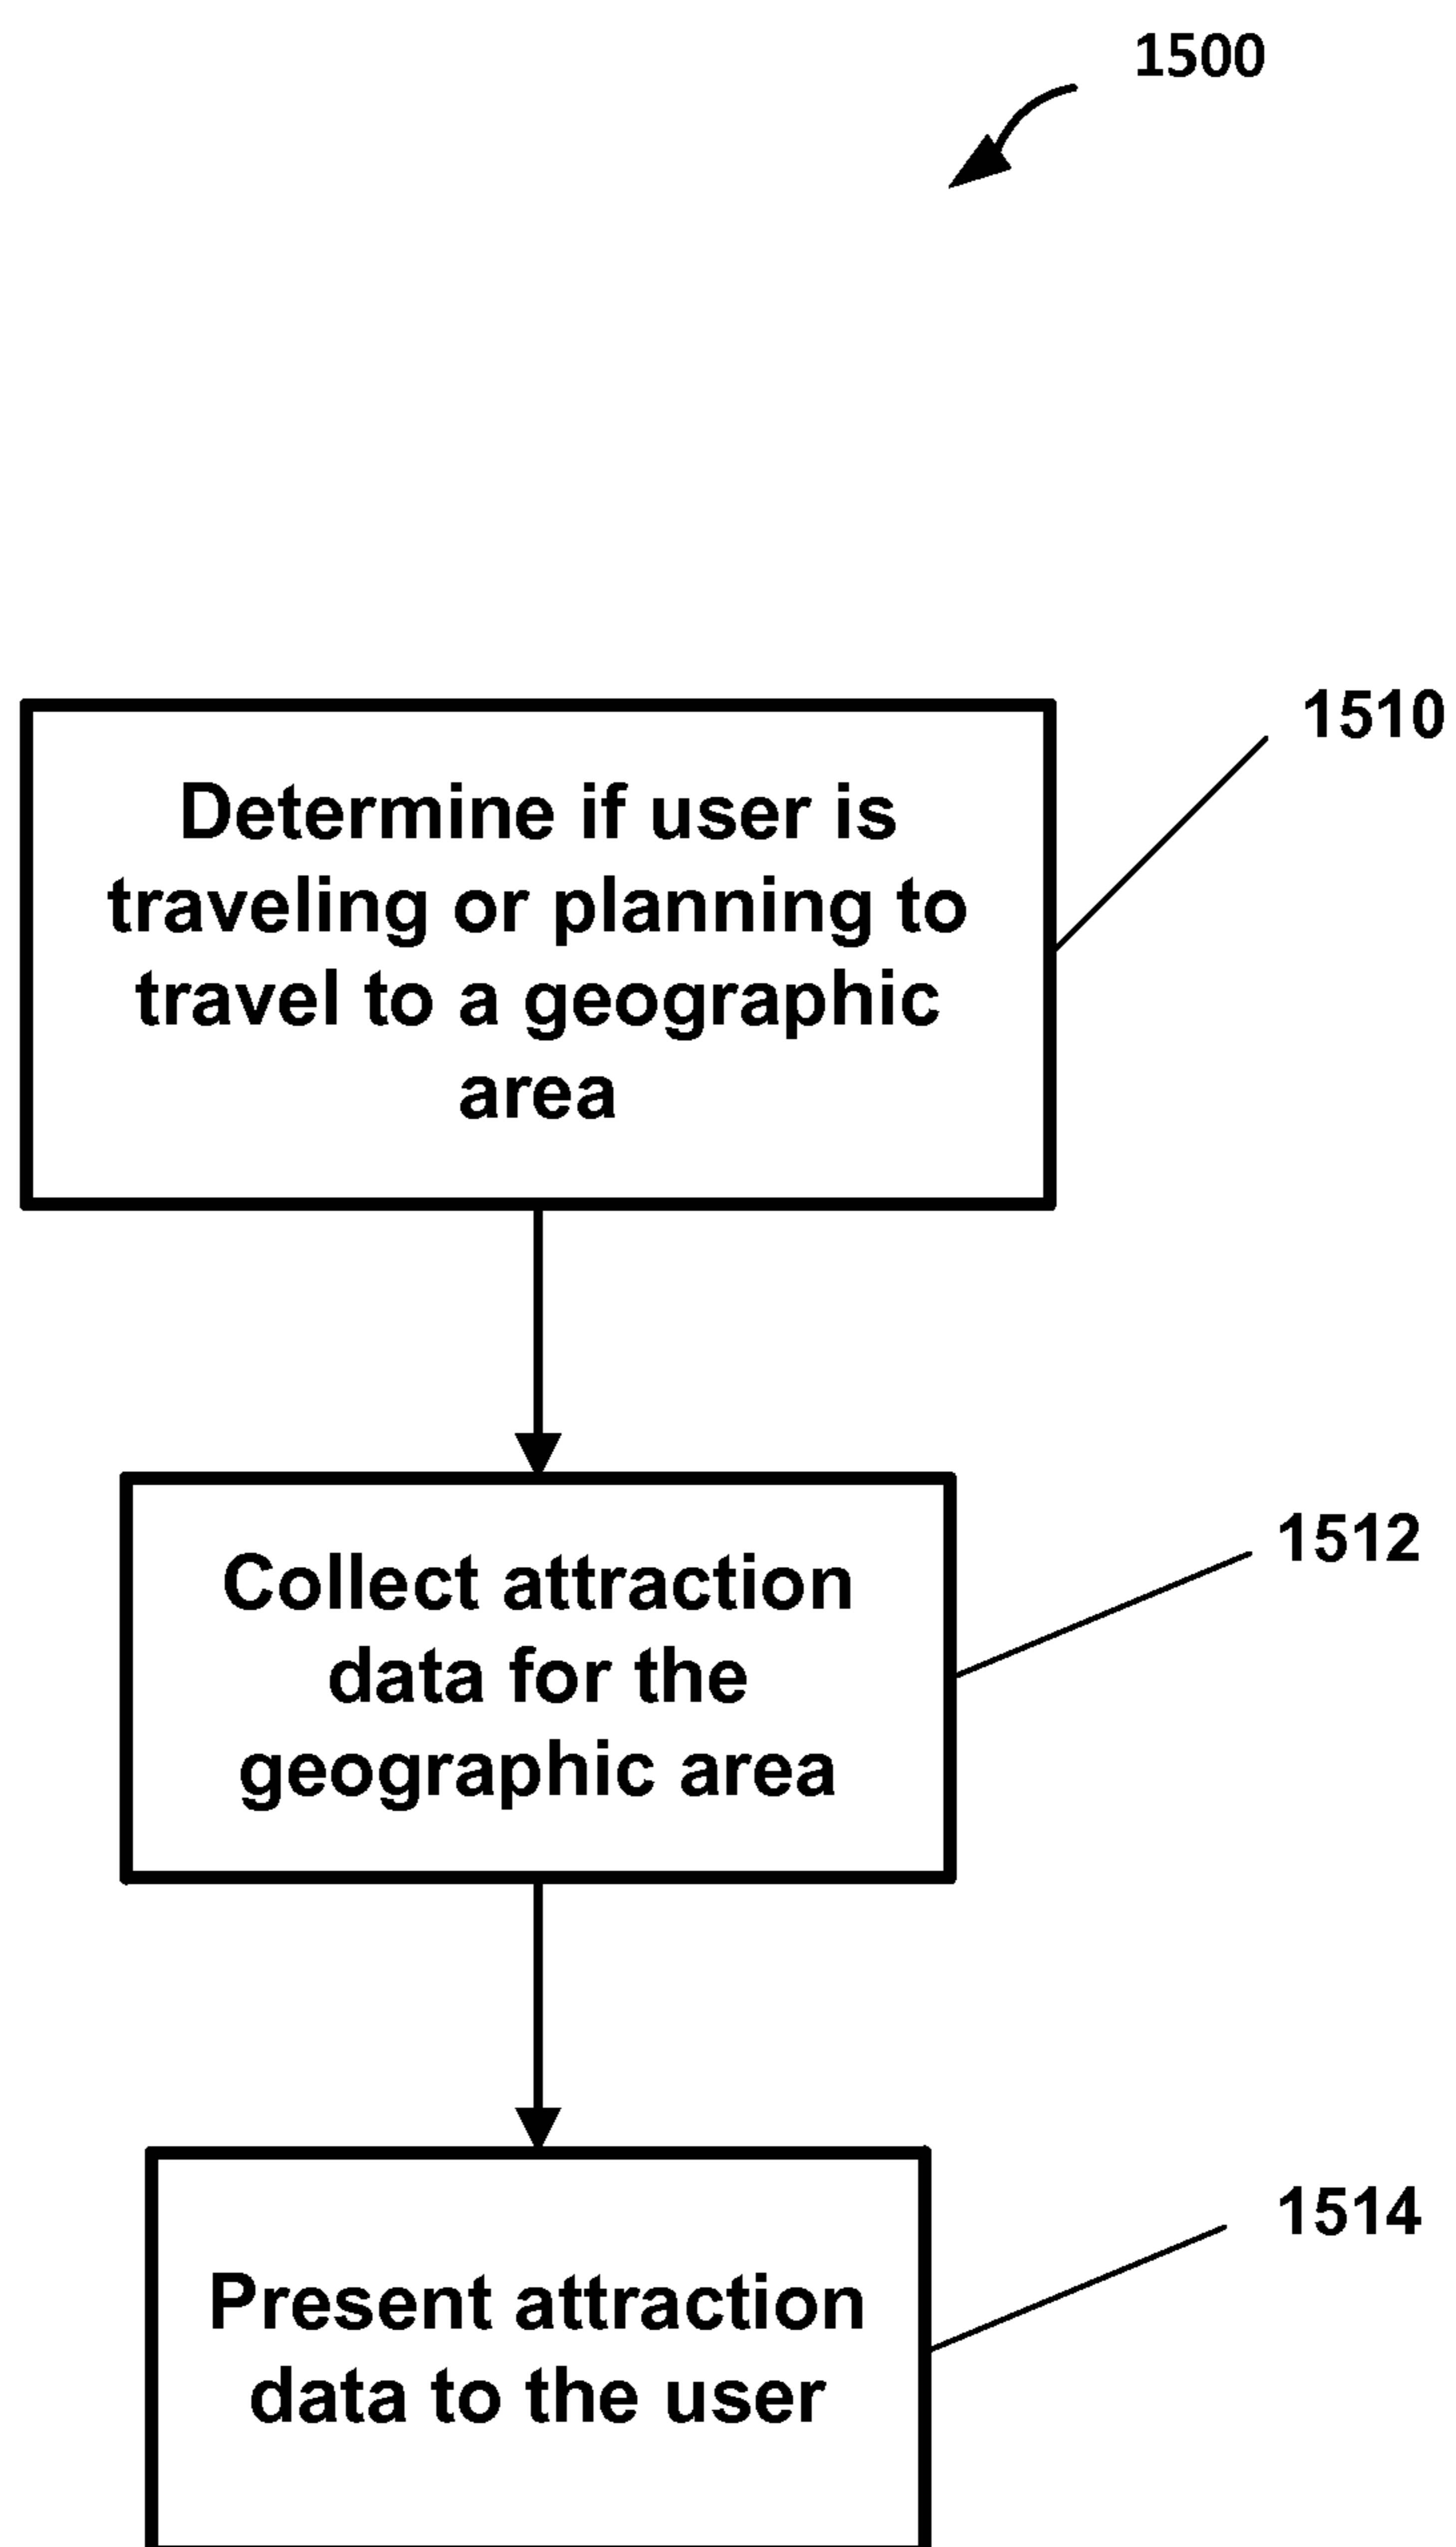 1500
1510
Determine if user is
traveling or planning to
travel to a geographic
area
1512
Collect attraction
data for the
geographic area
1514
Present attraction
data to the user